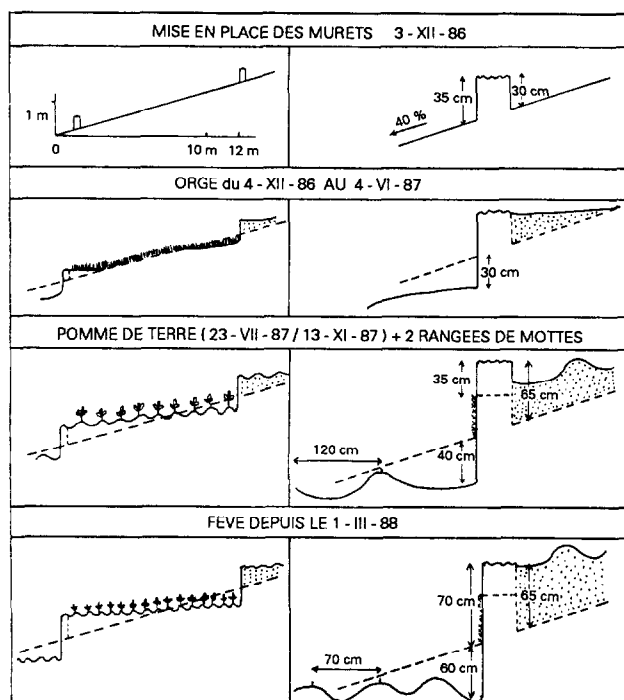 MISE EN PLACE DES MURETS 3 - XII - 86
1 m
0
10 m
12 m
35 cm
30 cm
40 %
ORGE du 4 - XII - 86 AU 4 - VI - 87
30 cm
POMME DE TERRE ( 23 - VII - 87 / 13 - XI - 87 ) + 2 RANGEES DE MOTTES
35 cm
65 cm
120 cm
40 cm
FEVE DEPUIS LE 1 - III - 88
70 cm
65 cm
70 cm
60 cm